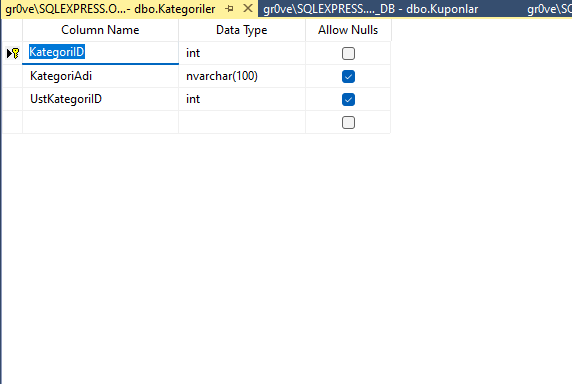 gr0ve\SQLEXPRESS.O...- dbo.Kategoriler
gr0ve\SQLEXPRESS...._DB - dbo.Kuponlar
gr0ve\S
Column Name Data Type Allow Nulls
KategoriID int
KategoriAdi nvarchar(100)
UstKategoriID int